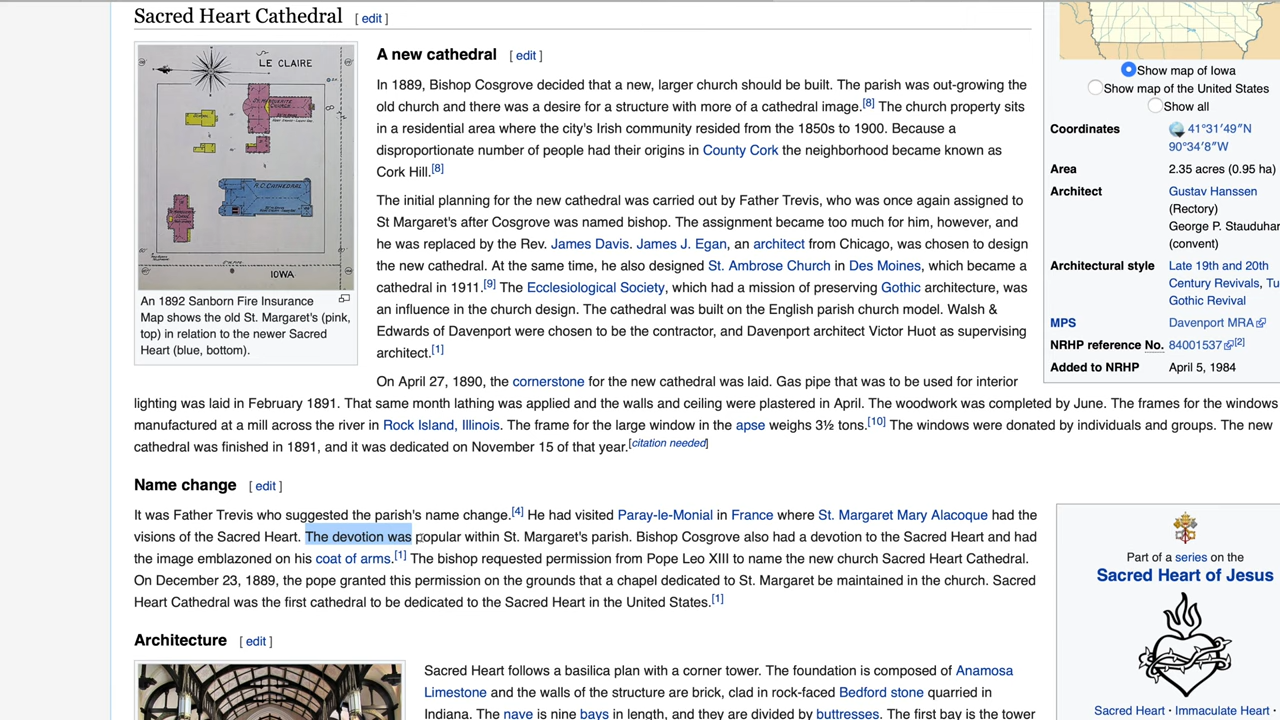 Sacred Heart Cathedral [ edit ]
A new cathedral [ edit ]
In 1889, Bishop Cosgrove decided that a new, larger church should be built. The parish was out-growing the
old church and there was a desire for a structure with more of a cathedral image.[8] The church property sits
in a residential area where the city's Irish community resided from the 1850s to 1900. Because a
disproportionate number of people had their origins in County Cork the neighborhood became known as
Cork Hill.[8]
The initial planning for the new cathedral was carried out by Father Trevis, who was once again assigned to
St Margaret's after Cosgrove was named bishop. The assignment became too much for him, however, and
he was replaced by the Rev. James Davis. James J. Egan, an architect from Chicago, was chosen to design
the new cathedral. At the same time, he also designed St. Ambrose Church in Des Moines, which became a
cathedral in 1911.[9] The Ecclesiological Society, which had a mission of preserving Gothic architecture, was
an influence in the church design. The cathedral was built on the English parish church model. Walsh &
Edwards of Davenport were chosen to be the contractor, and Davenport architect Victor Huot as supervising
architect.[1]
On April 27, 1890, the cornerstone for the new cathedral was laid. Gas pipe that was to be used for interior
lighting was laid in February 1891. That same month lathing was applied and the walls and ceiling were plastered in April. The woodwork was completed by June. The frames for the windows
manufactured at a mill across the river in Rock Island, Illinois. The frame for the large window in the apse weighs 3½ tons.[10] The windows were donated by individuals and groups. The new
cathedral was finished in 1891, and it was dedicated on November 15 of that year.[citation needed]
LE CLAIRE
R.C. CATHEDRAL
IOWA
An 1892 Sanborn Fire Insurance
Map shows the old St. Margaret's (pink,
top) in relation to the newer Sacred
Heart (blue, bottom).
Name change [ edit ]
It was Father Trevis who suggested the parish's name change.[4] He had visited Paray-le-Monial in France where St. Margaret Mary Alacoque had the
visions of the Sacred Heart. The devotion was popular within St. Margaret's parish. Bishop Cosgrove also had a devotion to the Sacred Heart and had
the image emblazoned on his coat of arms.[1] The bishop requested permission from Pope Leo XIII to name the new church Sacred Heart Cathedral.
On December 23, 1889, the pope granted this permission on the grounds that a chapel dedicated to St. Margaret be maintained in the church. Sacred
Heart Cathedral was the first cathedral to be dedicated to the Sacred Heart in the United States.[1]
Architecture [ edit ]
Sacred Heart follows a basilica plan with a corner tower. The foundation is composed of Anamosa
Limestone and the walls of the structure are brick, clad in rock-faced Bedford stone quarried in
Indiana. The nave is nine bays in length, and they are divided by buttresses. The first bay is the tower
Show map of Iowa
Show map of the United States
Show all
Coordinates 41°31′49″N
90°34′8″W
Area 2.35 acres (0.95 ha)
Architect Gustav Hanssen
(Rectory)
George P. Stauduhar
(convent)
Architectural style Late 19th and 20th
Century Revivals, Tu
Gothic Revival
MPS Davenport MRA
NRHP reference No. 84001537[2]
Added to NRHP April 5, 1984
Part of a series on the
Sacred Heart of Jesus
Sacred Heart · Immaculate Heart ·